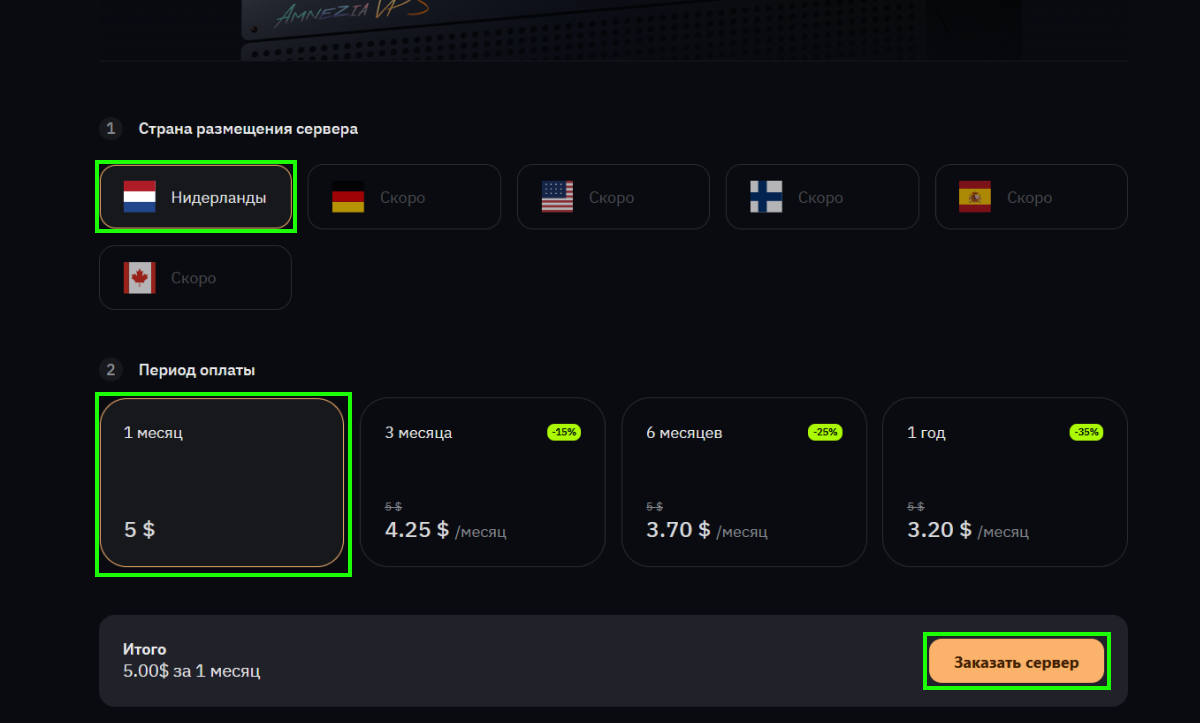 AMNEZIA VPS
1 Страна размещения сервера
Нидерланды
Скоро
Скоро
Скоро
Скоро
Скоро
2 Период оплаты
1 месяц
5 $
3 месяца
-15%
5 $
4.25 $ /месяц
6 месяцев
-25%
5 $
3.70 $ /месяц
1 год
-35%
5 $
3.20 $ /месяц
Итого
5.00$ за 1 месяц
Заказать сервер